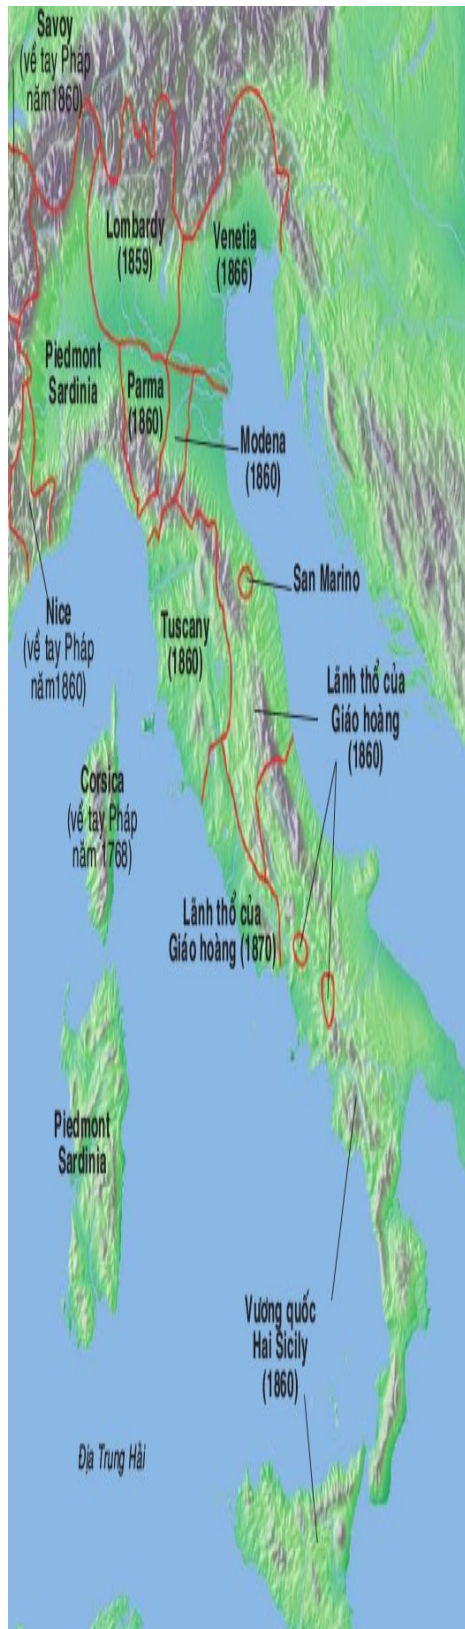 Savoy
(về tay Pháp
năm1860)
Lombardy
(1859)
Venetia
(1866)
Piedmont
Sardinia
Parma
(1860)
Modena
(1860)
San Marino
Nice
(về tay Pháp
năm1860)
Tuscany
(1860)
Lãnh thổ của
Giáo hoàng
(1860)
Corsica
(về tay Pháp
năm 1768)
Lãnh thổ của
Giáo hoàng (1870)
Piedmont
Sardinia
Vương quốc
Hai Sicily
(1860)
Địa Trung Hải